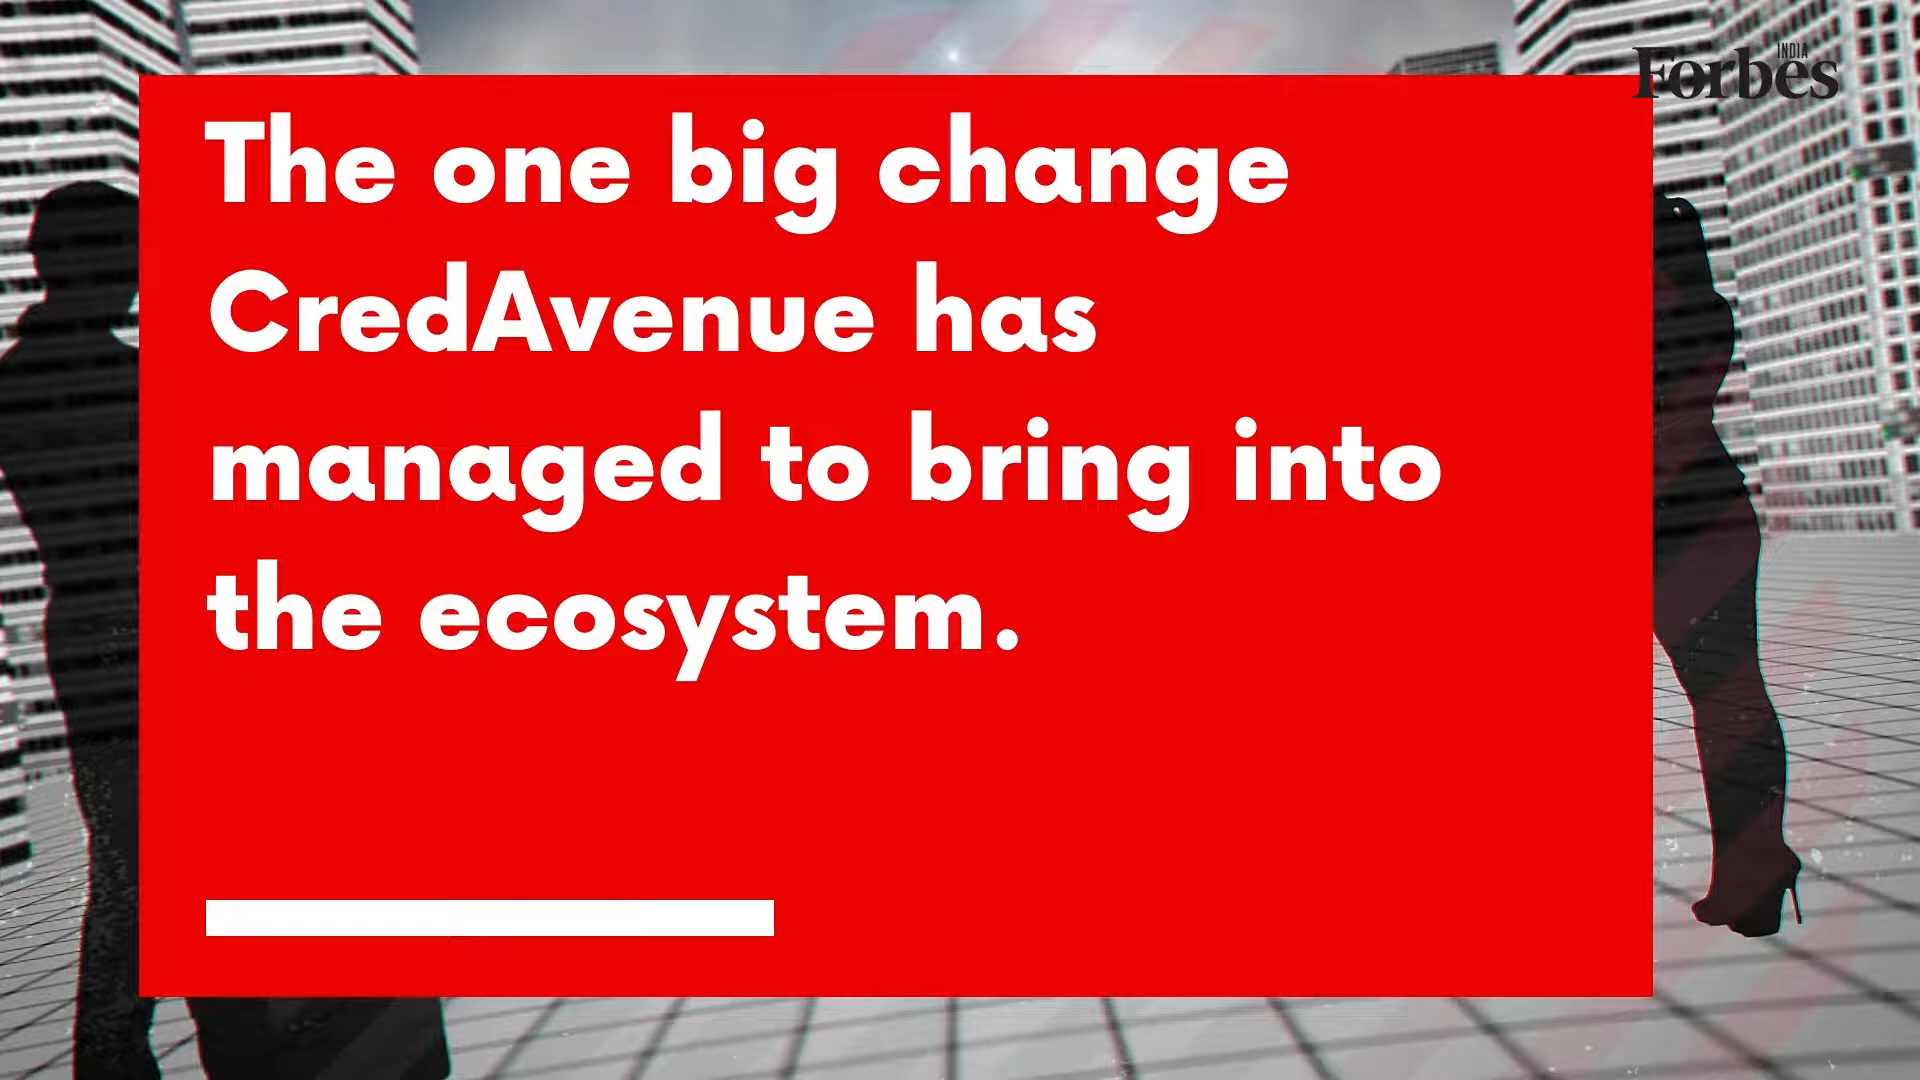 Forbes
INDIA
The one big change
CredAvenue has
managed to bring into
the ecosystem.